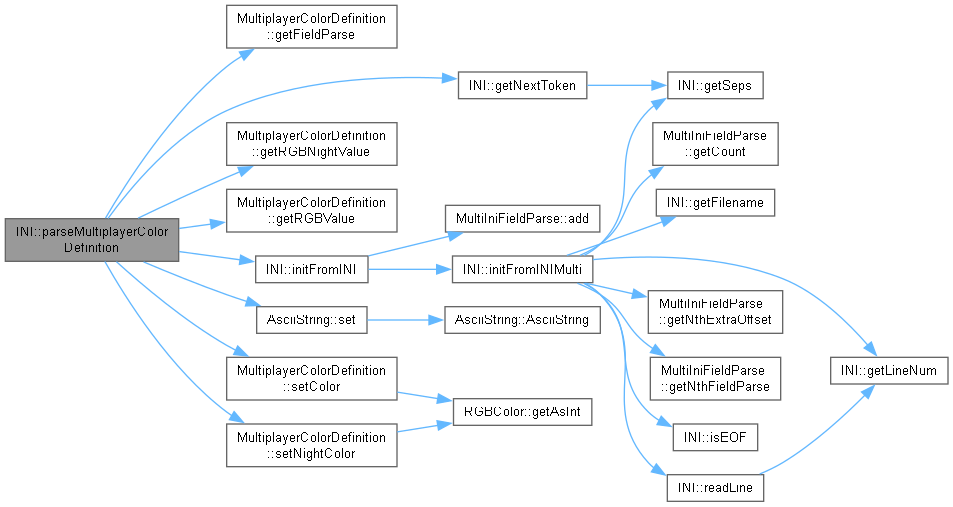 MultiplayerColorDefinition
::getFieldParse
INI::getNextToken
INI::getSeps
MultiplayerColorDefinition
::getRGBNightValue
MultiIniFieldParse
::getCount
MultiplayerColorDefinition
::getRGBValue
INI::getFilename
MultiIniFieldParse::add
INI::parseMultiplayerColor
Definition
INI::initFromINI
INI::initFromINIMulti
MultiIniFieldParse
::getNthExtraOffset
AsciiString::set
AsciiString::AsciiString
MultiplayerColorDefinition
::setColor
MultiIniFieldParse
::getNthFieldParse
INI::getLineNum
RGBColor::getAsInt
MultiplayerColorDefinition
::setNightColor
INI::isEOF
INI::readLine